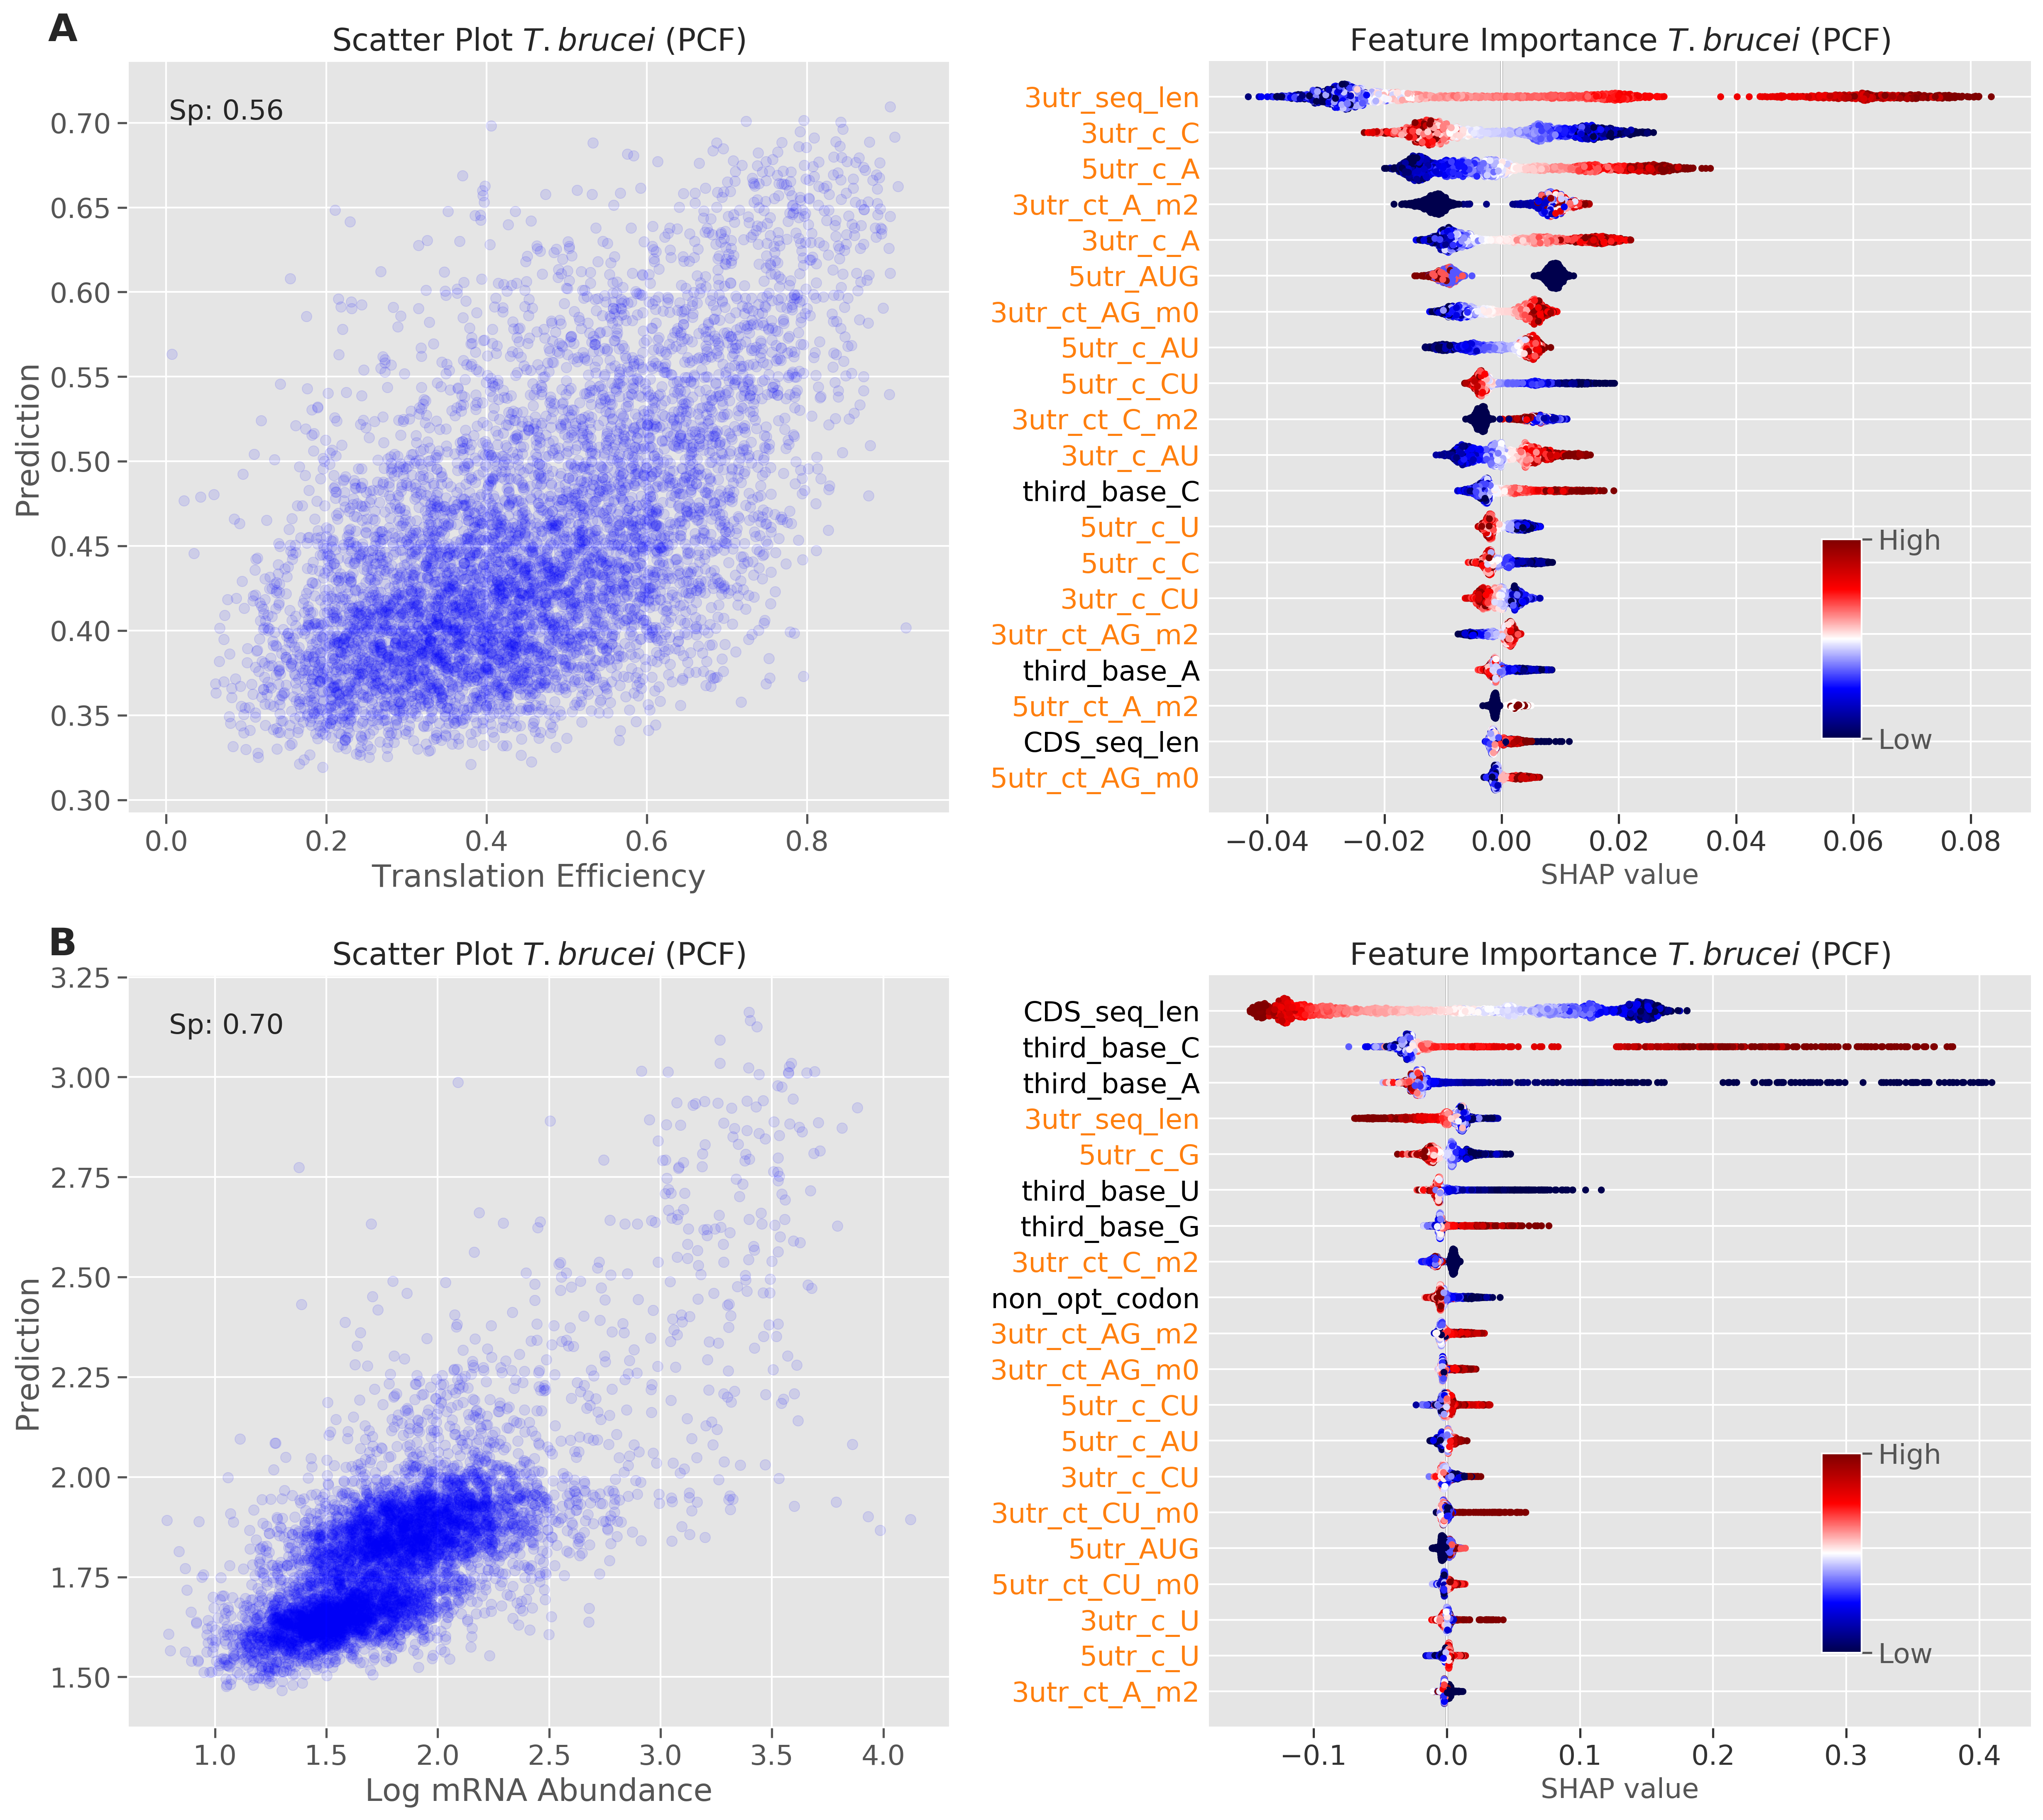 A
Scatter Plot T. brucei (PCF)
Sp: 0.56
Prediction
0.70
0.65
0.60
0.55
0.50
0.45
0.40
0.35
0.30
0.0 0.2 0.4 0.6 0.8
Translation Efficiency
Feature Importance T. brucei (PCF)
3utr_seq_len
3utr_c_C
5utr_c_A
3utr_ct_A_m2
3utr_c_A
5utr_AUG
3utr_ct_AG_m0
5utr_c_AU
5utr_c_CU
3utr_ct_C_m2
3utr_c_AU
third_base_C
5utr_c_U
5utr_c_C
3utr_c_CU
3utr_ct_AG_m2
third_base_A
5utr_ct_A_m2
CDS_seq_len
5utr_ct_AG_m0
High
Low
−0.04 −0.02 0.00 0.02 0.04 0.06 0.08
SHAP value
B
Scatter Plot T. brucei (PCF)
Sp: 0.70
Prediction
3.25
3.00
2.75
2.50
2.25
2.00
1.75
1.50
1.0 1.5 2.0 2.5 3.0 3.5 4.0
Log mRNA Abundance
Feature Importance T. brucei (PCF)
CDS_seq_len
third_base_C
third_base_A
3utr_seq_len
5utr_c_G
third_base_U
third_base_G
3utr_ct_C_m2
non_opt_codon
3utr_ct_AG_m2
3utr_ct_AG_m0
5utr_c_CU
5utr_c_AU
3utr_c_CU
3utr_ct_CU_m0
5utr_AUG
5utr_ct_CU_m0
3utr_c_U
5utr_c_U
3utr_ct_A_m2
High
Low
−0.1 0.0 0.1 0.2 0.3 0.4
SHAP value